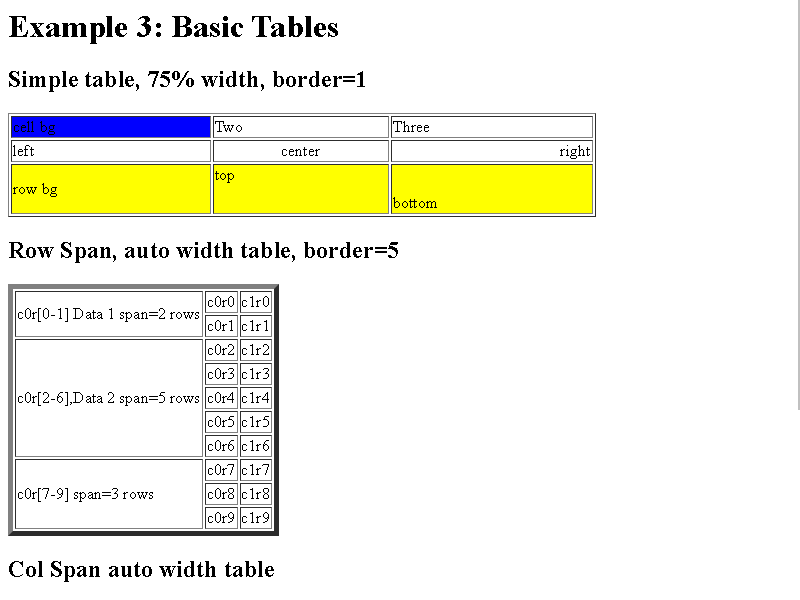 Example 3: Basic Tables
Simple table, 75% width, border=1
cell bg Two Three
left center right
row bg top bottom
Row Span, auto width table, border=5
c0r[0-1] Data 1 span=2 rows c0r0 c1r0
c0r1 c1r1
c0r[2-6],Data 2 span=5 rows c0r2 c1r2
c0r3 c1r3
c0r4 c1r4
c0r5 c1r5
c0r6 c1r6
c0r[7-9] span=3 rows c0r7 c1r7
c0r8 c1r8
c0r9 c1r9
Col Span auto width table